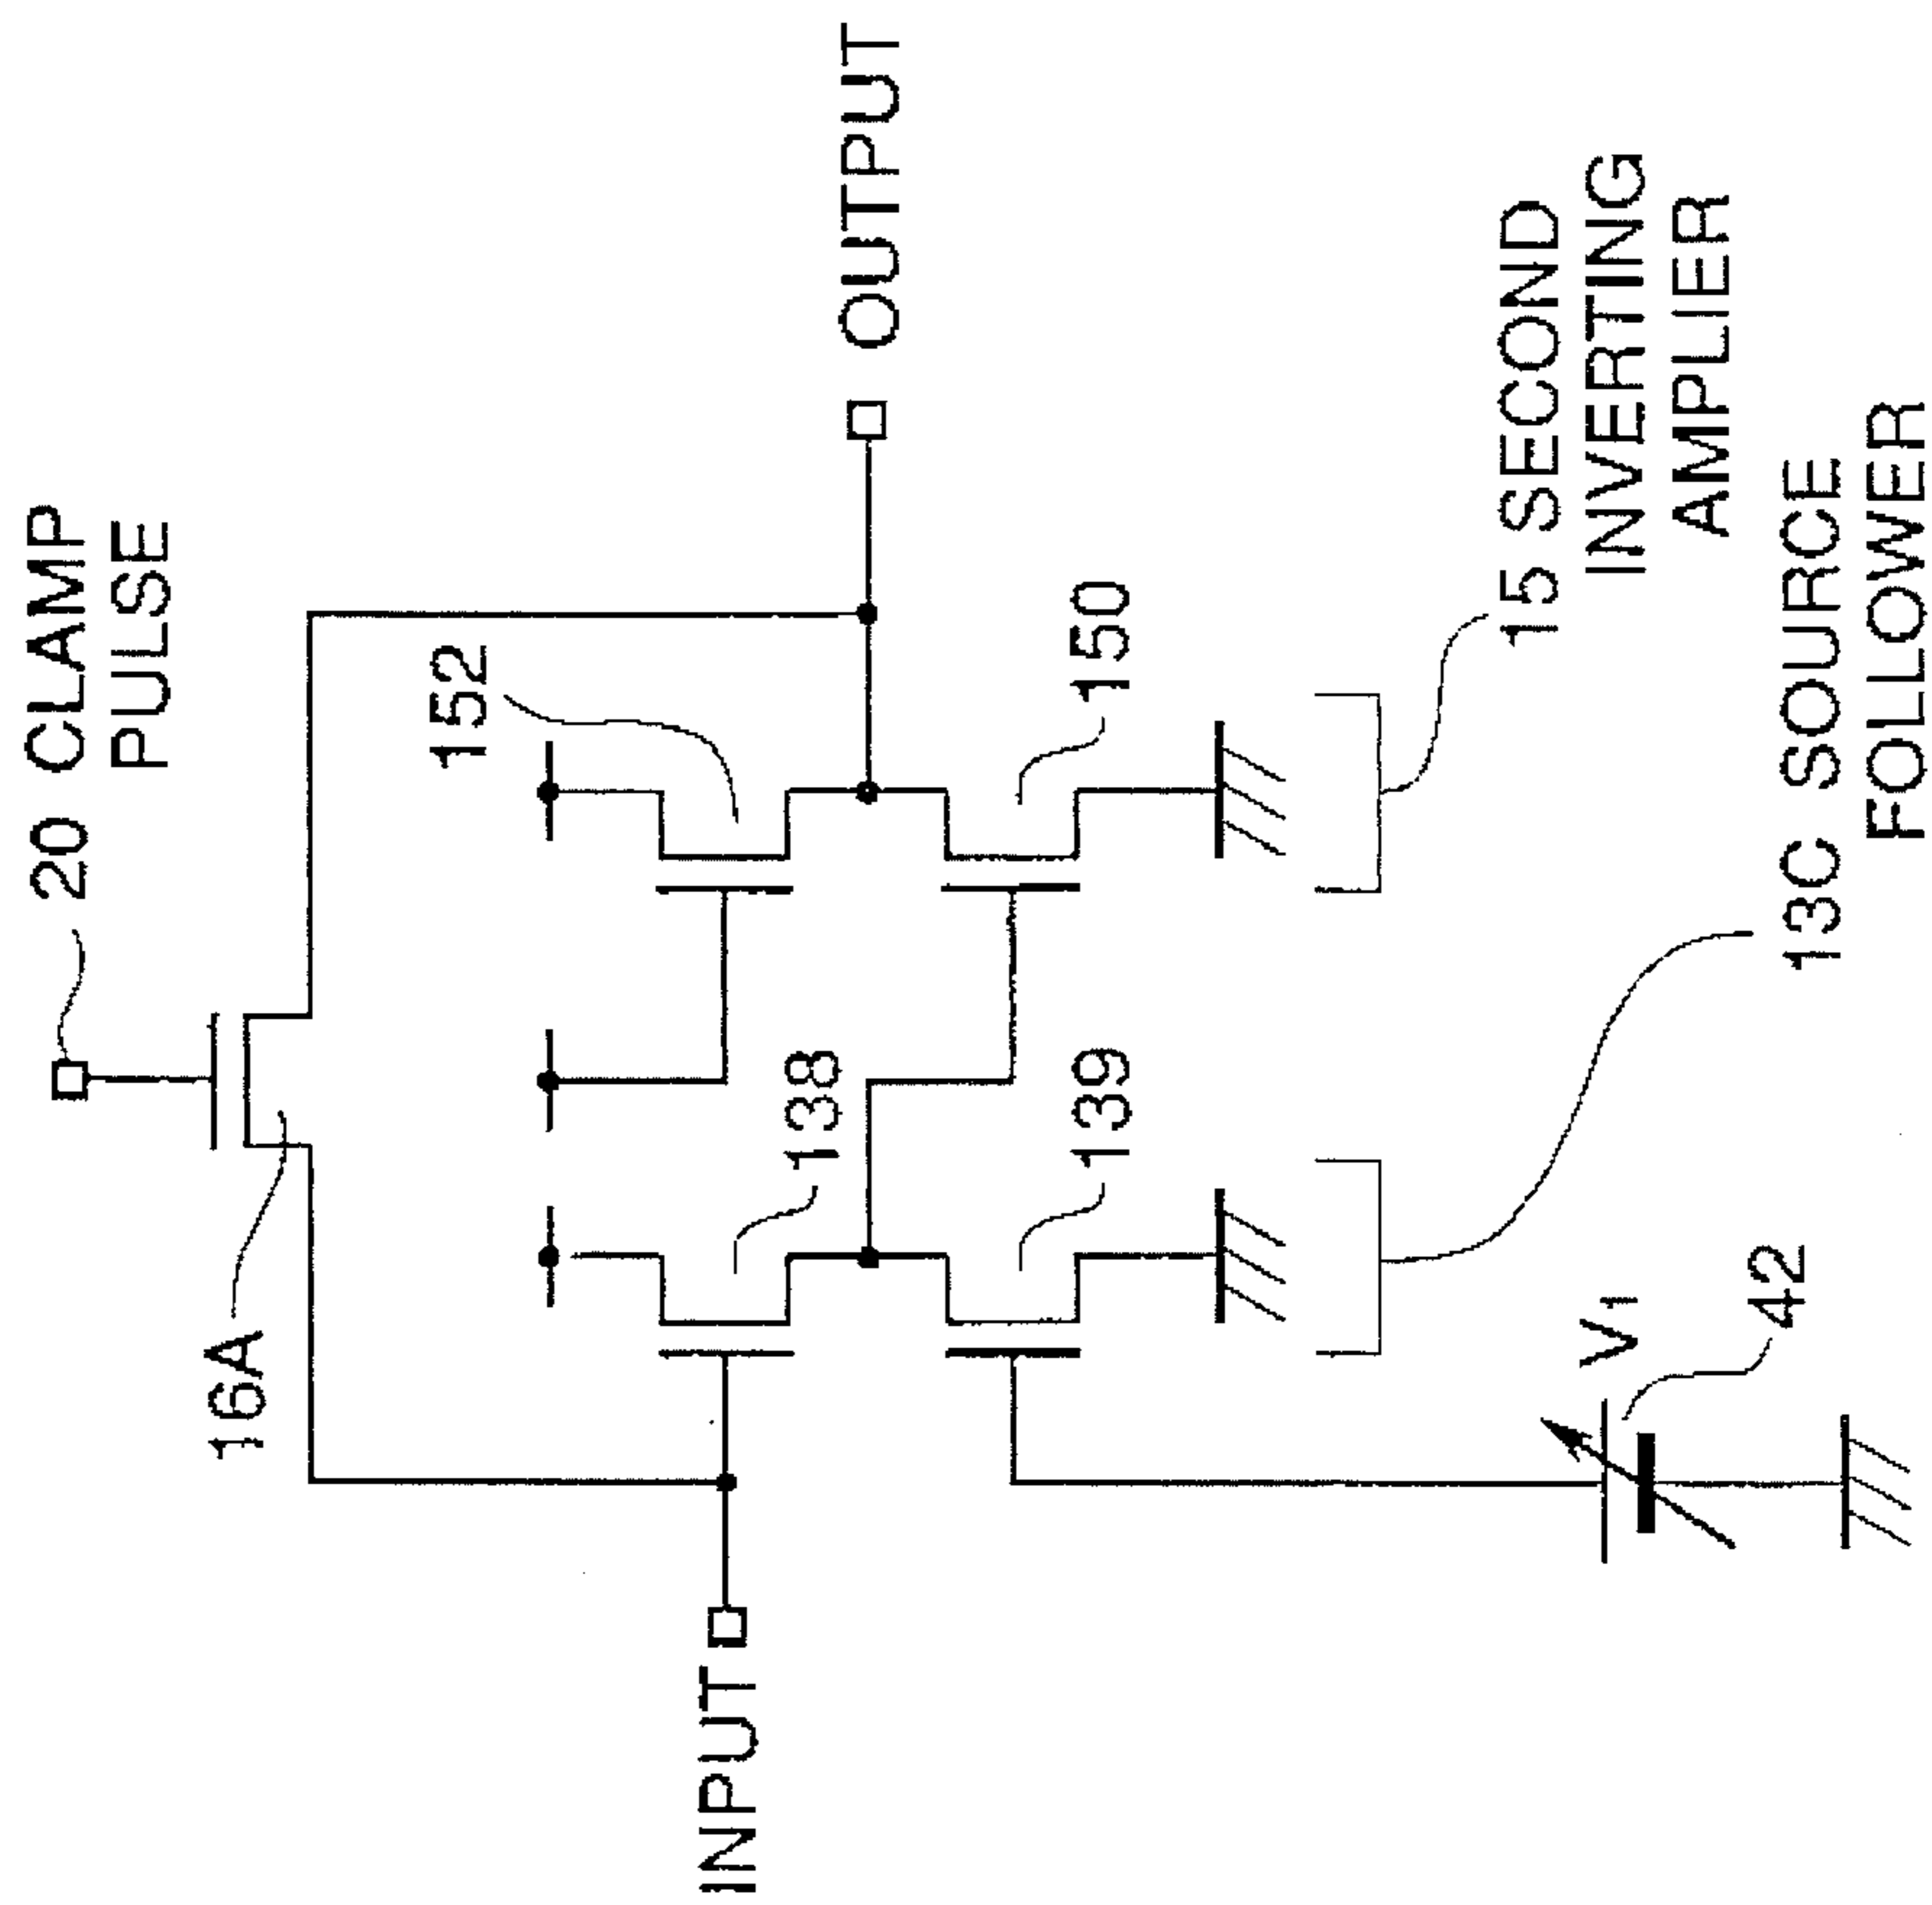 20 CLAMP
PULSE
16A
152
OUTPUT
138
INPUT
150
139
15 SECOND
INVERTING
AMPLIER
V1
42
13C SOURCE
FOLLOWER